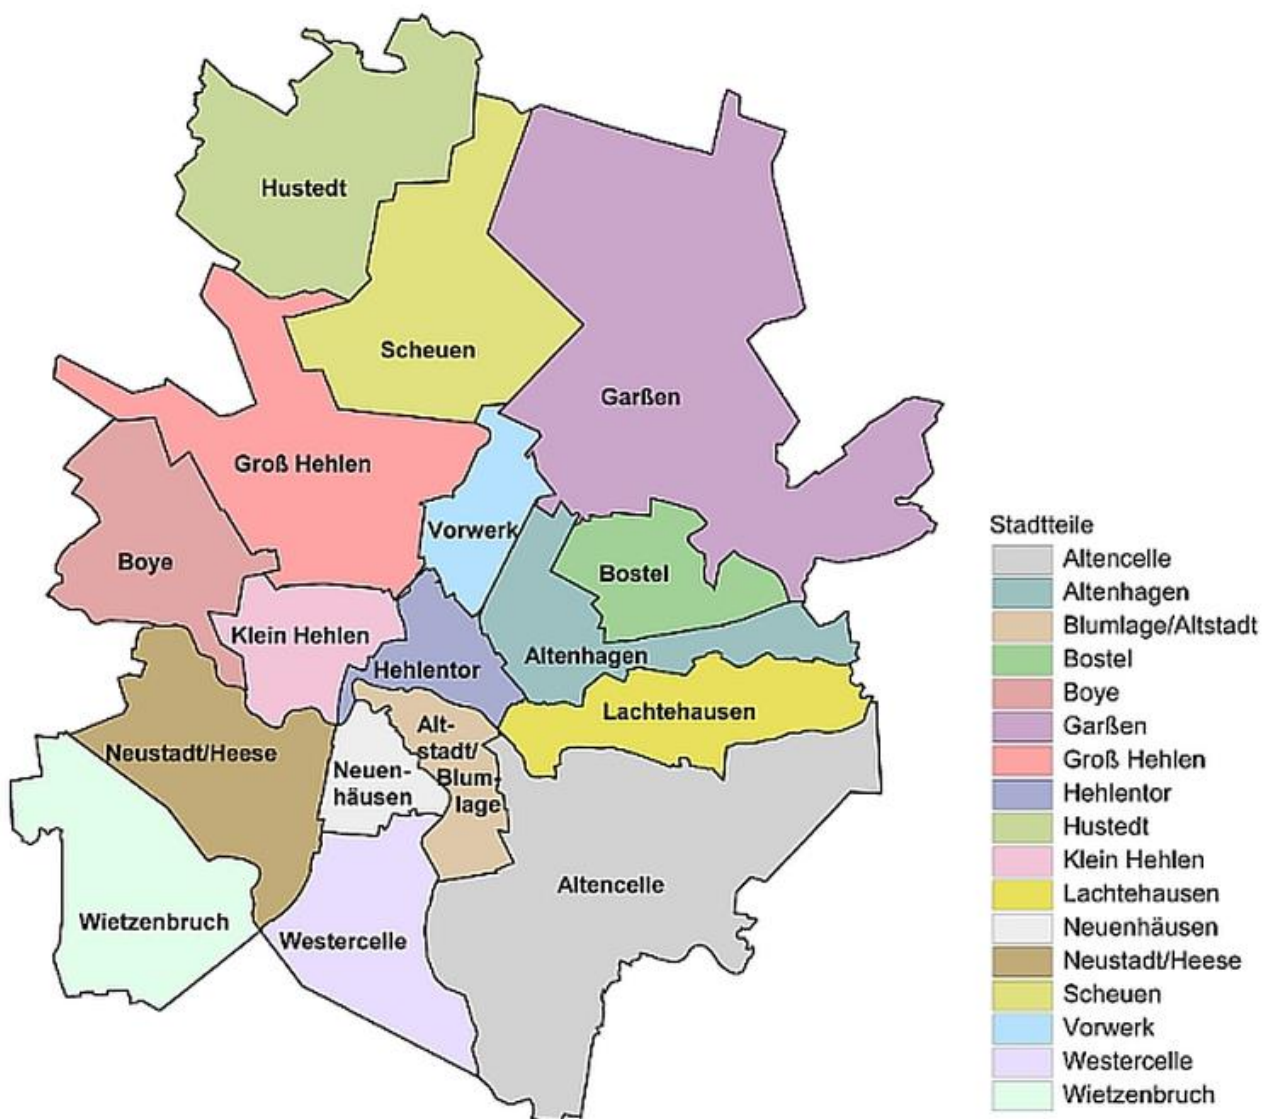 Hustedt
Scheuen
Garßen
Groß Hehlen
Vorwerk
Boye
Bostel
Klein Hehlen
Altenhagen
Hehlentor
Lachtehausen
Alt-
stadt/
Blum-
lage
Neustadt/Heese
Neuen-
häusen
Altencelle
Wietzenbruch
Westercelle
Stadtteile
Altencelle
Altenhagen
Blumlage/Altstadt
Bostel
Boye
Garßen
Groß Hehlen
Hehlentor
Hustedt
Klein Hehlen
Lachtehausen
Neuenhäusen
Neustadt/Heese
Scheuen
Vorwerk
Westercelle
Wietzenbruch